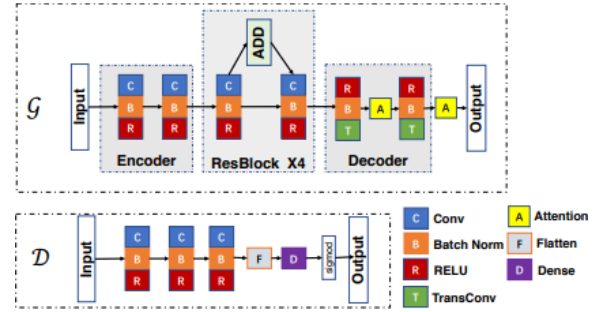 G
Input
C
B
R
C
B
R
Encoder
ADD
C
B
R
C
B
R
ResBlock X4
R
B
T
A
R
B
T
Decoder
A
Output
D
Input
C
B
R
C
B
R
C
B
R
F
D
sigmod
Output
C Conv
B Batch Norm
R RELU
T TransConv
A Attention
F Flatten
D Dense